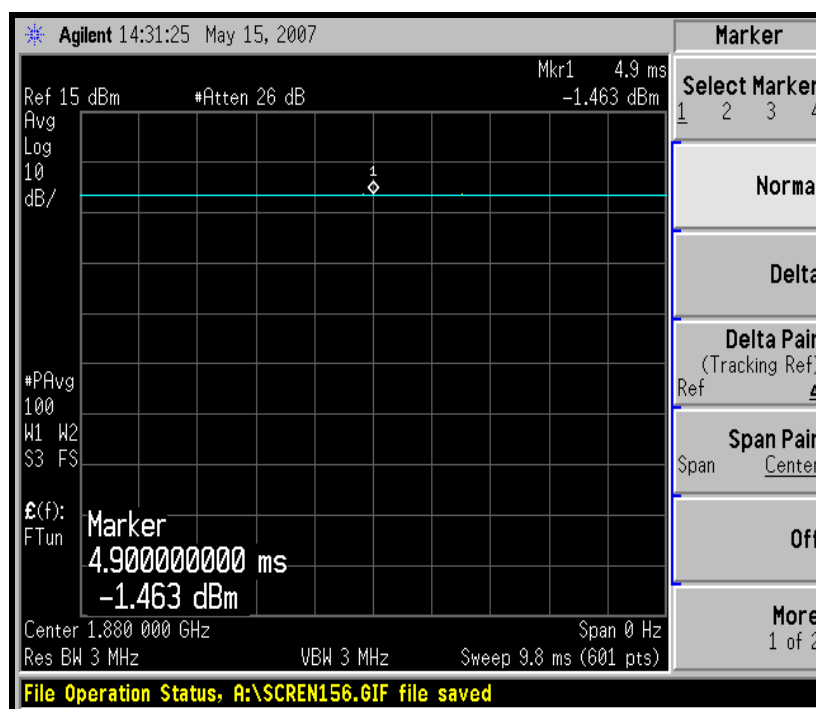 Agilent 14:31:25 May 15, 2007
Marker
Mkr1 4.9 ms
Ref 15 dBm #Atten 26 dB -1.463 dBm
Avg
Log
10
dB/
1
#PAvg
100
W1 W2
S3 FS
£(f):
FTun
Marker
4.900000000 ms
-1.463 dBm
Center 1.880 000 GHz Span 0 Hz
Res BW 3 MHz VBW 3 MHz Sweep 9.8 ms (601 pts)
File Operation Status, A:\SCREN156.GIF file saved
Select Marker
1 2 3 4
Norma
Delta
Delta Pair
(Tracking Ref)
Ref
Span Pair
Span Center
Off
More
1 of 2